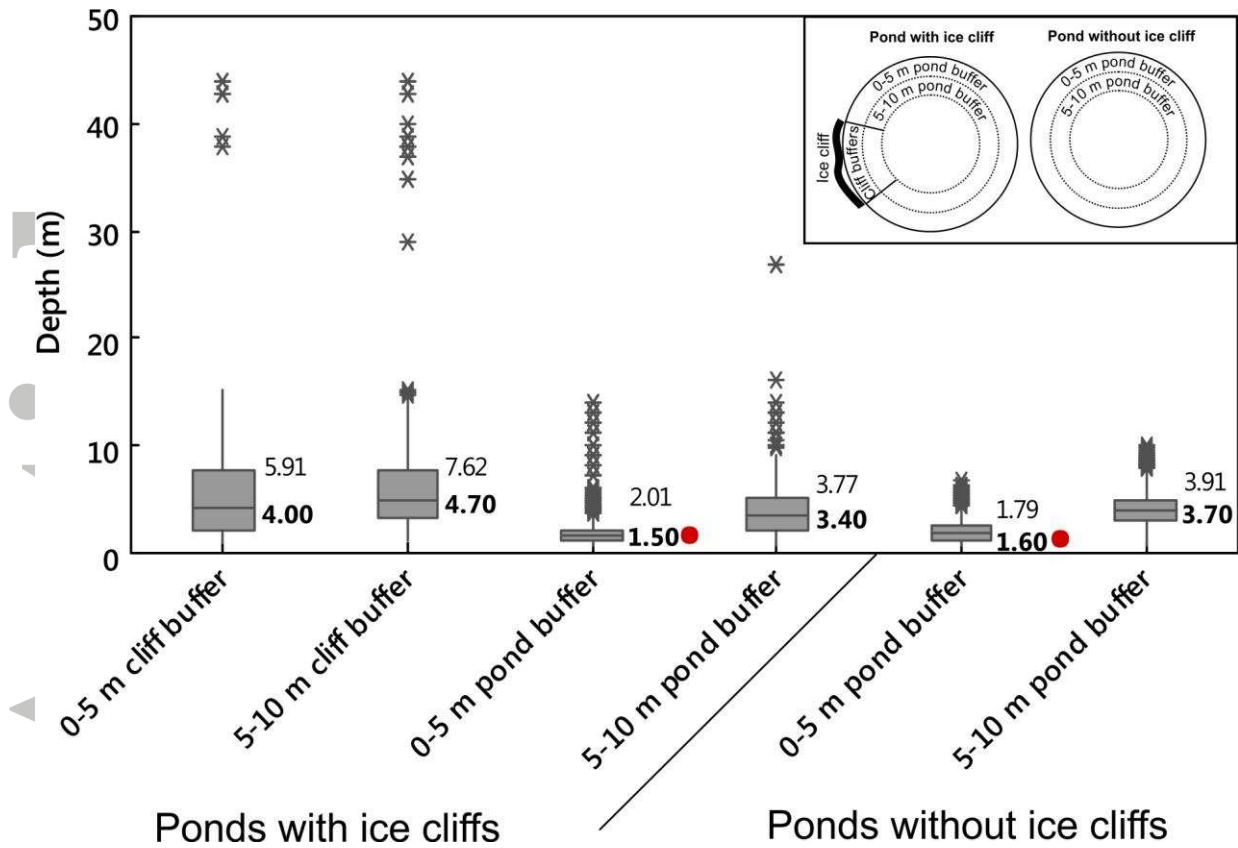 50
40
30
20
10
0
Depth (m)
Pond with ice cliff
Pond without ice cliff
0-5 m pond buffer
5-10 m pond buffer
Cliff buffers
Ice cliff
0-5 m pond buffer
5-10 m pond buffer
5.91
4.00
7.62
4.70
2.01
1.50
3.77
3.40
1.79
1.60
3.91
3.70
0-5 m cliff buffer
5-10 m cliff buffer
0-5 m pond buffer
5-10 m pond buffer
0-5 m pond buffer
5-10 m pond buffer
Ponds with ice cliffs
Ponds without ice cliffs